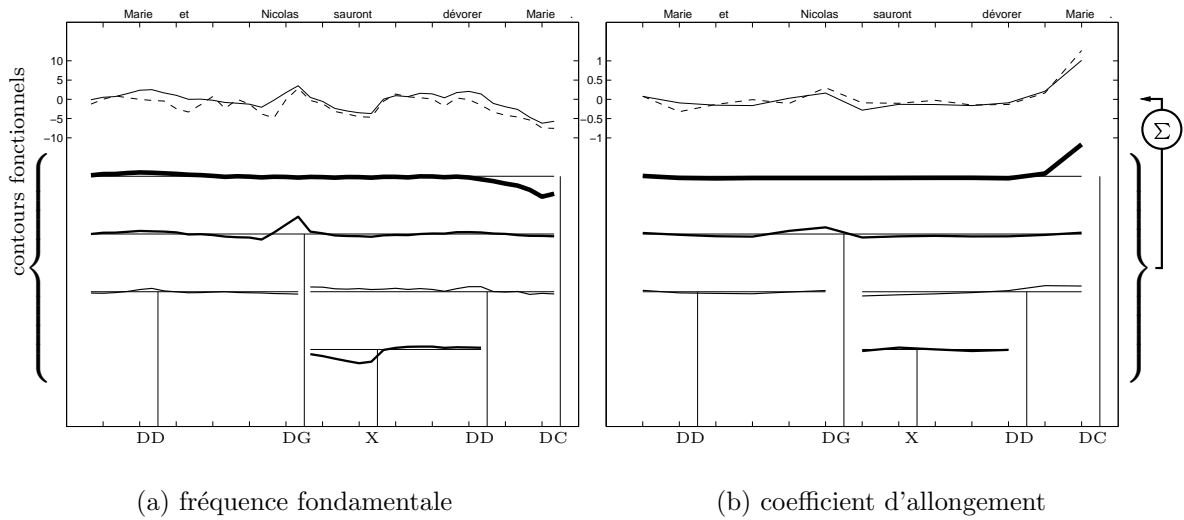 Marie et Nicolas sauront dévorer Marie .
10
5
0
−5
−10
contours fonctionnels
DD DG X DD DC
(a) fréquence fondamentale
Marie et Nicolas sauront dévorer Marie .
1
0.5
0
−0.5
−1
Σ
DD DG X DD DC
(b) coefficient d'allongement